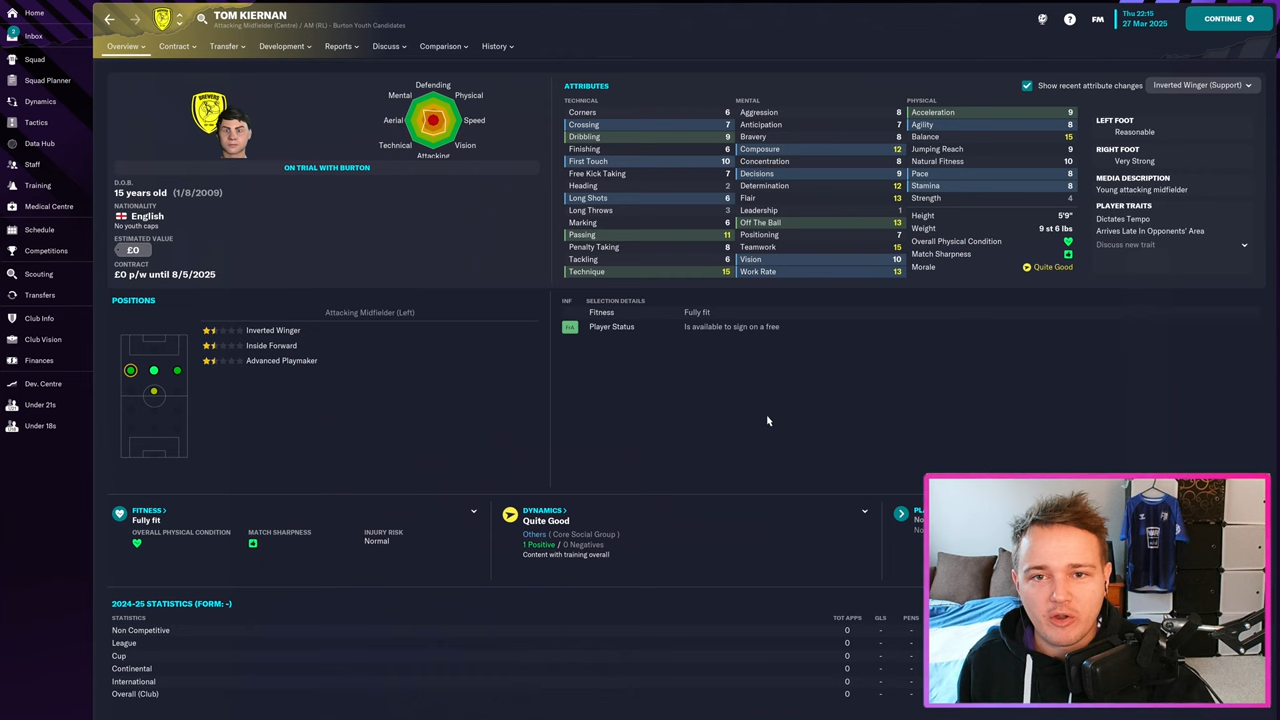 Home
Inbox
Squad
Squad Planner
Dynamics
Tactics
Data Hub
Staff
Training
Medical Centre
Schedule
Competitions
Scouting
Transfers
Club Info
Club Vision
Finances
Dev. Centre
Under 21s
Under 18s
TOM KIERNAN
Attacking Midfielder (Centre) / AM (RL) - Burton Youth Candidates
FM
Thu 22:15
27 Mar 2025
CONTINUE
Overview Contract Transfer Development Reports Discuss Comparison History
BREWERS
Defending
Mental Physical
Aerial Speed
Technical Vision
Attacking
ON TRIAL WITH BURTON
D.O.B.
15 years old (1/8/2009)
NATIONALITY
English
No youth caps
ESTIMATED VALUE
£0
CONTRACT
£0 p/w until 8/5/2025
ATTRIBUTES
Show recent attribute changes Inverted Winger (Support)
TECHNICAL
Corners 6
Crossing 7
Dribbling 9
Finishing 6
First Touch 10
Free Kick Taking 7
Heading 2
Long Shots 6
Long Throws 3
Marking 6
Passing 11
Penalty Taking 8
Tackling 6
Technique 15
MENTAL
Aggression 8
Anticipation 8
Bravery 8
Composure 12
Concentration 8
Decisions 9
Determination 12
Flair 13
Leadership 1
Off The Ball 13
Positioning 7
Teamwork 15
Vision 10
Work Rate 13
PHYSICAL
Acceleration 9
Agility 8
Balance 15
Jumping Reach 9
Natural Fitness 10
Pace 8
Stamina 8
Strength 4
Height 5'9"
Weight 9 st 6 lbs
Overall Physical Condition
Match Sharpness
Morale Quite Good
LEFT FOOT
Reasonable
RIGHT FOOT
Very Strong
MEDIA DESCRIPTION
Young attacking midfielder
PLAYER TRAITS
Dictates Tempo
Arrives Late In Opponents' Area
Discuss new trait
POSITIONS
Attacking Midfielder (Left)
Inverted Winger
Inside Forward
Advanced Playmaker
INF SELECTION DETAILS
Fitness Fully fit
FrA Player Status Is available to sign on a free
FITNESS
Fully fit
OVERALL PHYSICAL CONDITION MATCH SHARPNESS INJURY RISK
Normal
DYNAMICS
Quite Good
Others ( Core Social Group )
1 Positive / 0 Negatives
Content with training overall
2024-25 STATISTICS (FORM: -)
STATISTICS TOT APPS GLS PENS
Non Competitive 0 - -
League 0 - -
Cup 0 - -
Continental 0 - -
International 0 - -
Overall (Club) 0 - -